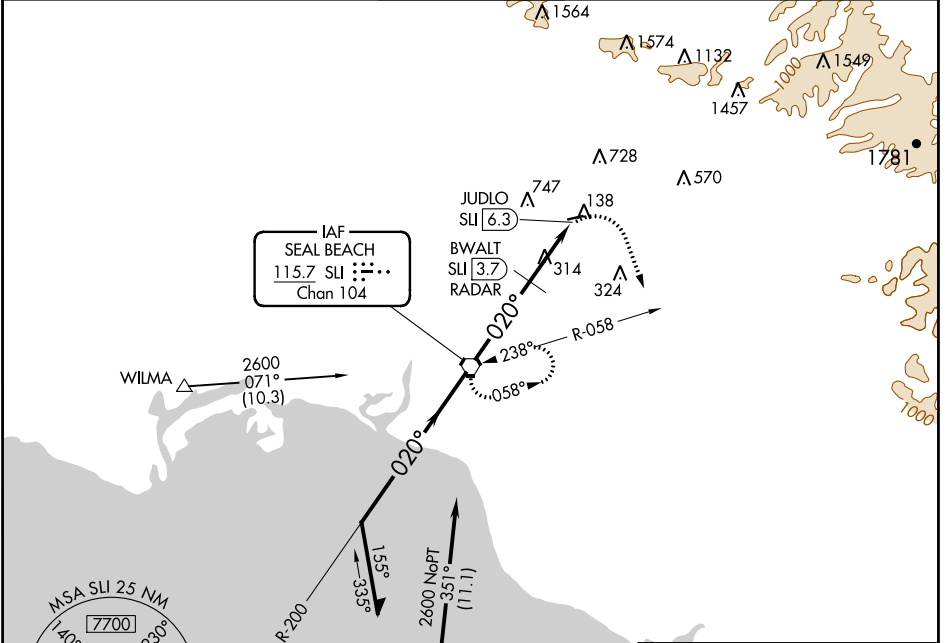 1564
1574
1132
1549
1000
1457
1781
728
570
747
138
JUDLO
SLI 6.3
BWALT
SLI 3.7
RADAR
314
324
IAF
SEAL BEACH
115.7 SLI
Chan 104
020°
R-058
238°
058°
WILMA
2600
071°
(10.3)
1000
020°
155°
335°
R-200
2600 NoPT
351°
(11.1)
MSA SLI 25 NM
7700
140°
230°